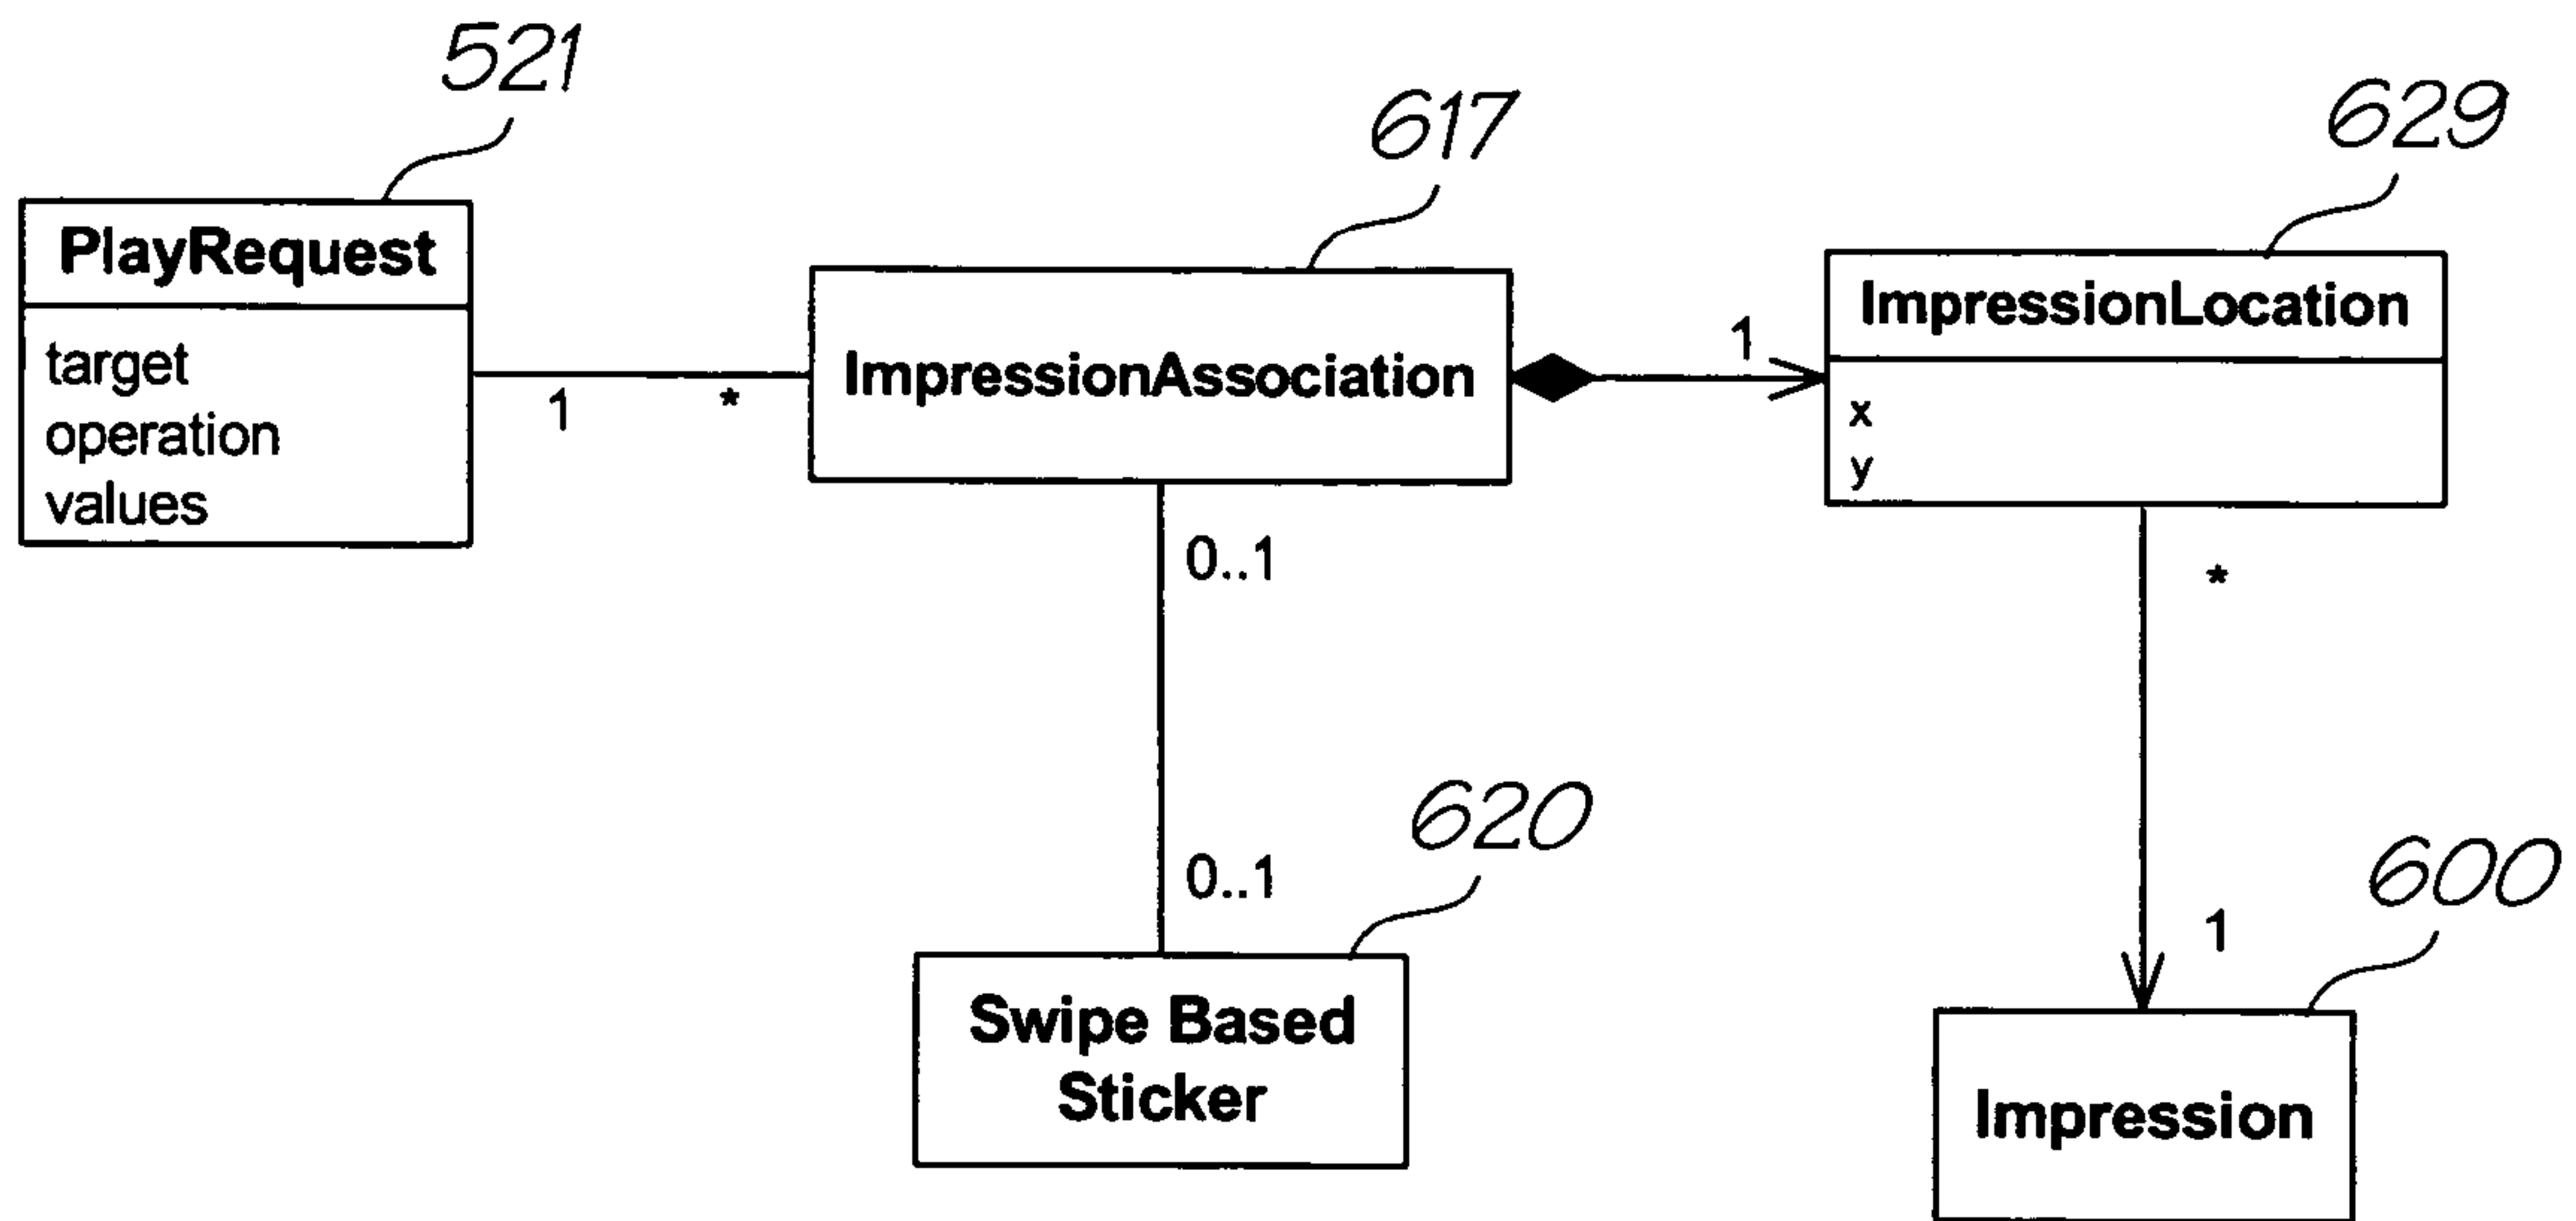 521
617
629
PlayRequest
target
operation
values
1
*
ImpressionAssociation
1
ImpressionLocation
x
y
0..1
0..1
*
1
620
Swipe Based
Sticker
600
Impression